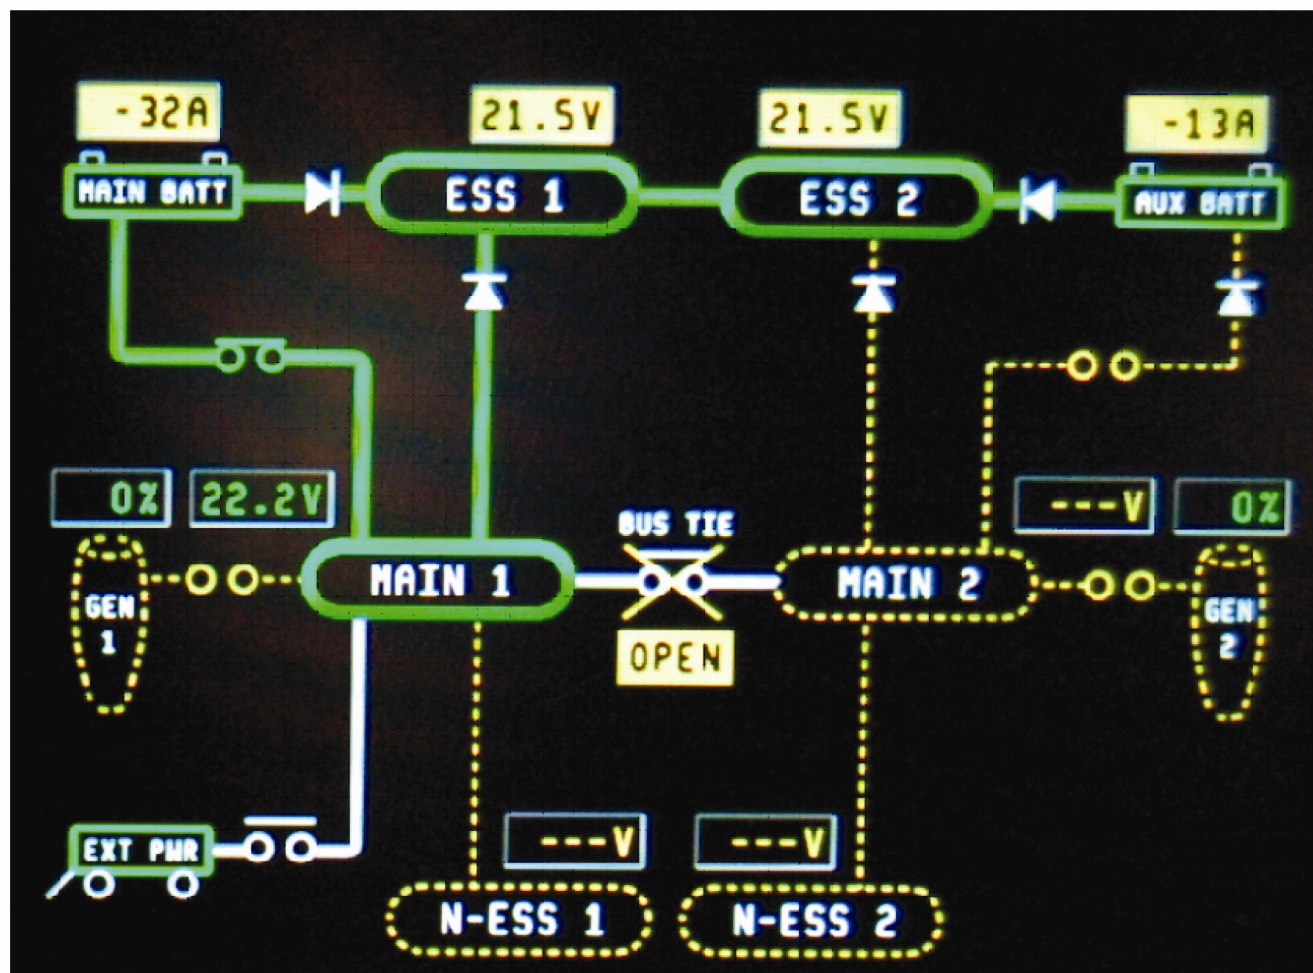 -32A
21.5V
21.5V
-13A
MAIN BATT
ESS 1
ESS 2
AUX BATT
0%
22.2V
BUS TIE
---V
0%
GEN
1
MAIN 1
MAIN 2
GEN
2
OPEN
EXT PWR
---V
---V
N-ESS 1
N-ESS 2